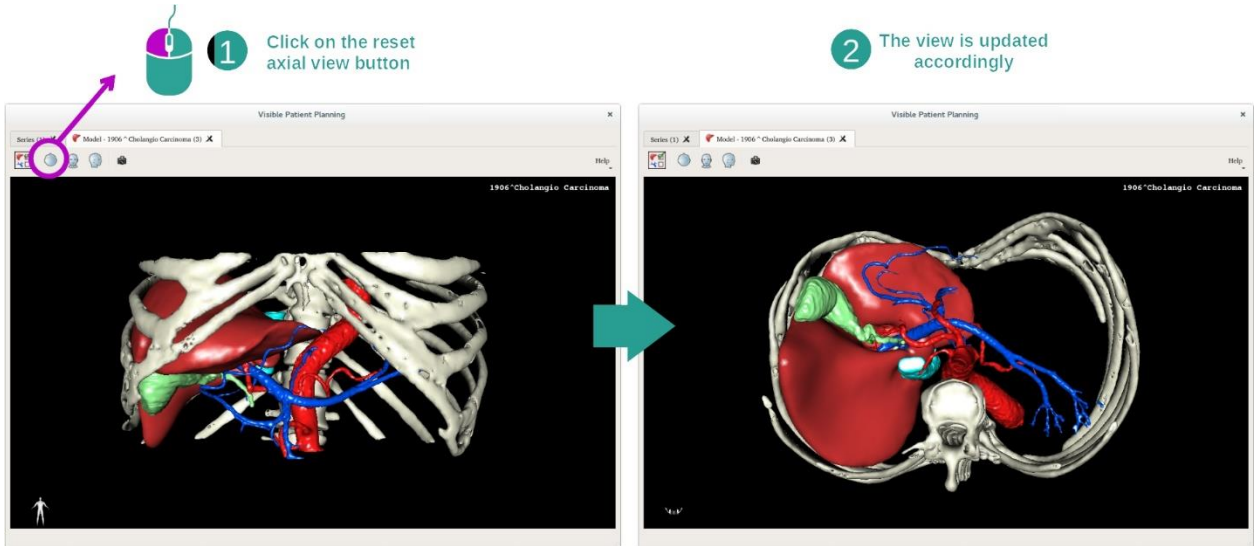 1 Click on the reset
axial view button
2 The view is updated
accordingly
Visible Patient Planning
Model - 1906^Cholangio Carcinoma (3)
Help
1906^Cholangio Carcinoma
Visible Patient Planning
Series (1)
Model - 1906^Cholangio Carcinoma (3)
Help
1906^Cholangio Carcinoma